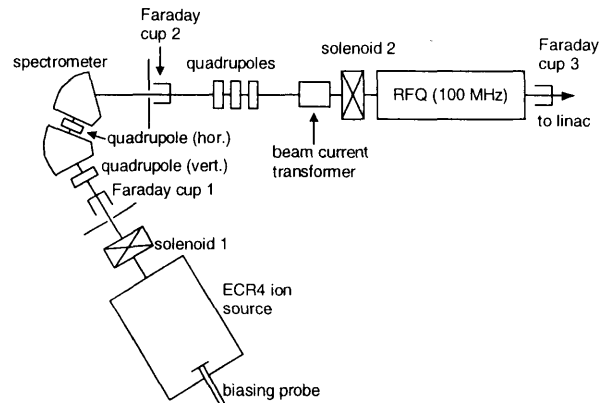 Faraday
cup 2
spectrometer
quadrupoles
solenoid 2
Faraday
cup 3
RFQ (100 MHz)
to linac
quadrupole (hor.)
beam current
transformer
quadrupole (vert.)
Faraday cup 1
solenoid 1
ECR4 ion
source
biasing probe